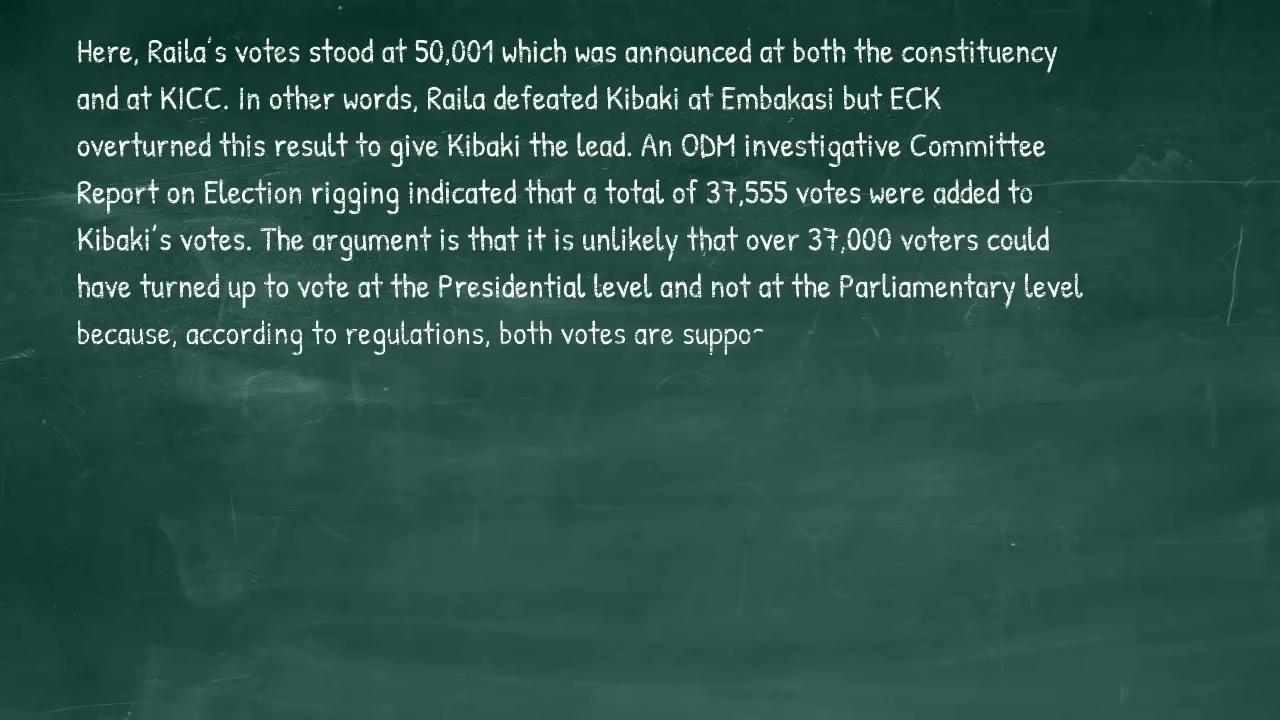 Here, Raila's votes stood at 50,001 which was announced at both the constituency
and at KICC. In other words, Raila defeated Kibaki at Embakasi but ECK
overturned this result to give Kibaki the lead. An ODM investigative Committee
Report on Election rigging indicated that a total of 37,555 votes were added to
Kibaki's votes. The argument is that it is unlikely that over 37,000 voters could
have turned up to vote at the Presidential level and not at the Parliamentary level
because, according to regulations, both votes are suppo